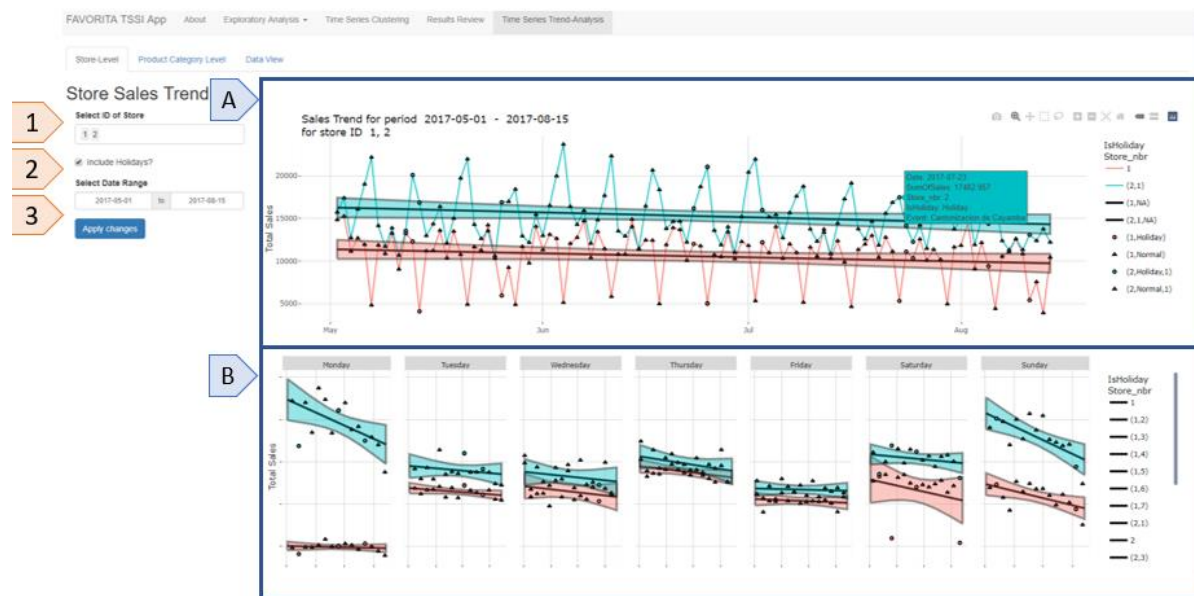 FAVORITA TSSI App About Exploratory Analysis Time Series Clustering Results Review Time Series Trend-Analysis
Store-Level Product Category Level Data View
Store Sales Trend
1
Select ID of Store
1 2
2
Include Holidays?
Select Date Range
3
2017-05-01 to 2017-08-15
Apply changes
A
Sales Trend for period 2017-05-01 - 2017-08-15
for store ID 1, 2
Total Sales
20000
15000
10000
5000
May Jun Jul Aug
Date: 2017-07-23
SumOfSales: 17482.957
Store_nbr: 2
IsHoliday: Holiday
Event: Cantonizacion de Cayambe
IsHoliday
Store_nbr
1
(2,1)
(1,NA)
(2,1,NA)
(1,Holiday)
(1,Normal)
(2,Holiday,1)
(2,Normal,1)
B
Monday Tuesday Wednesday Thursday Friday Saturday Sunday
Total Sales
IsHoliday
Store_nbr
1
(1,2)
(1,3)
(1,4)
(1,5)
(1,6)
(1,7)
(2,1)
2
(2,3)